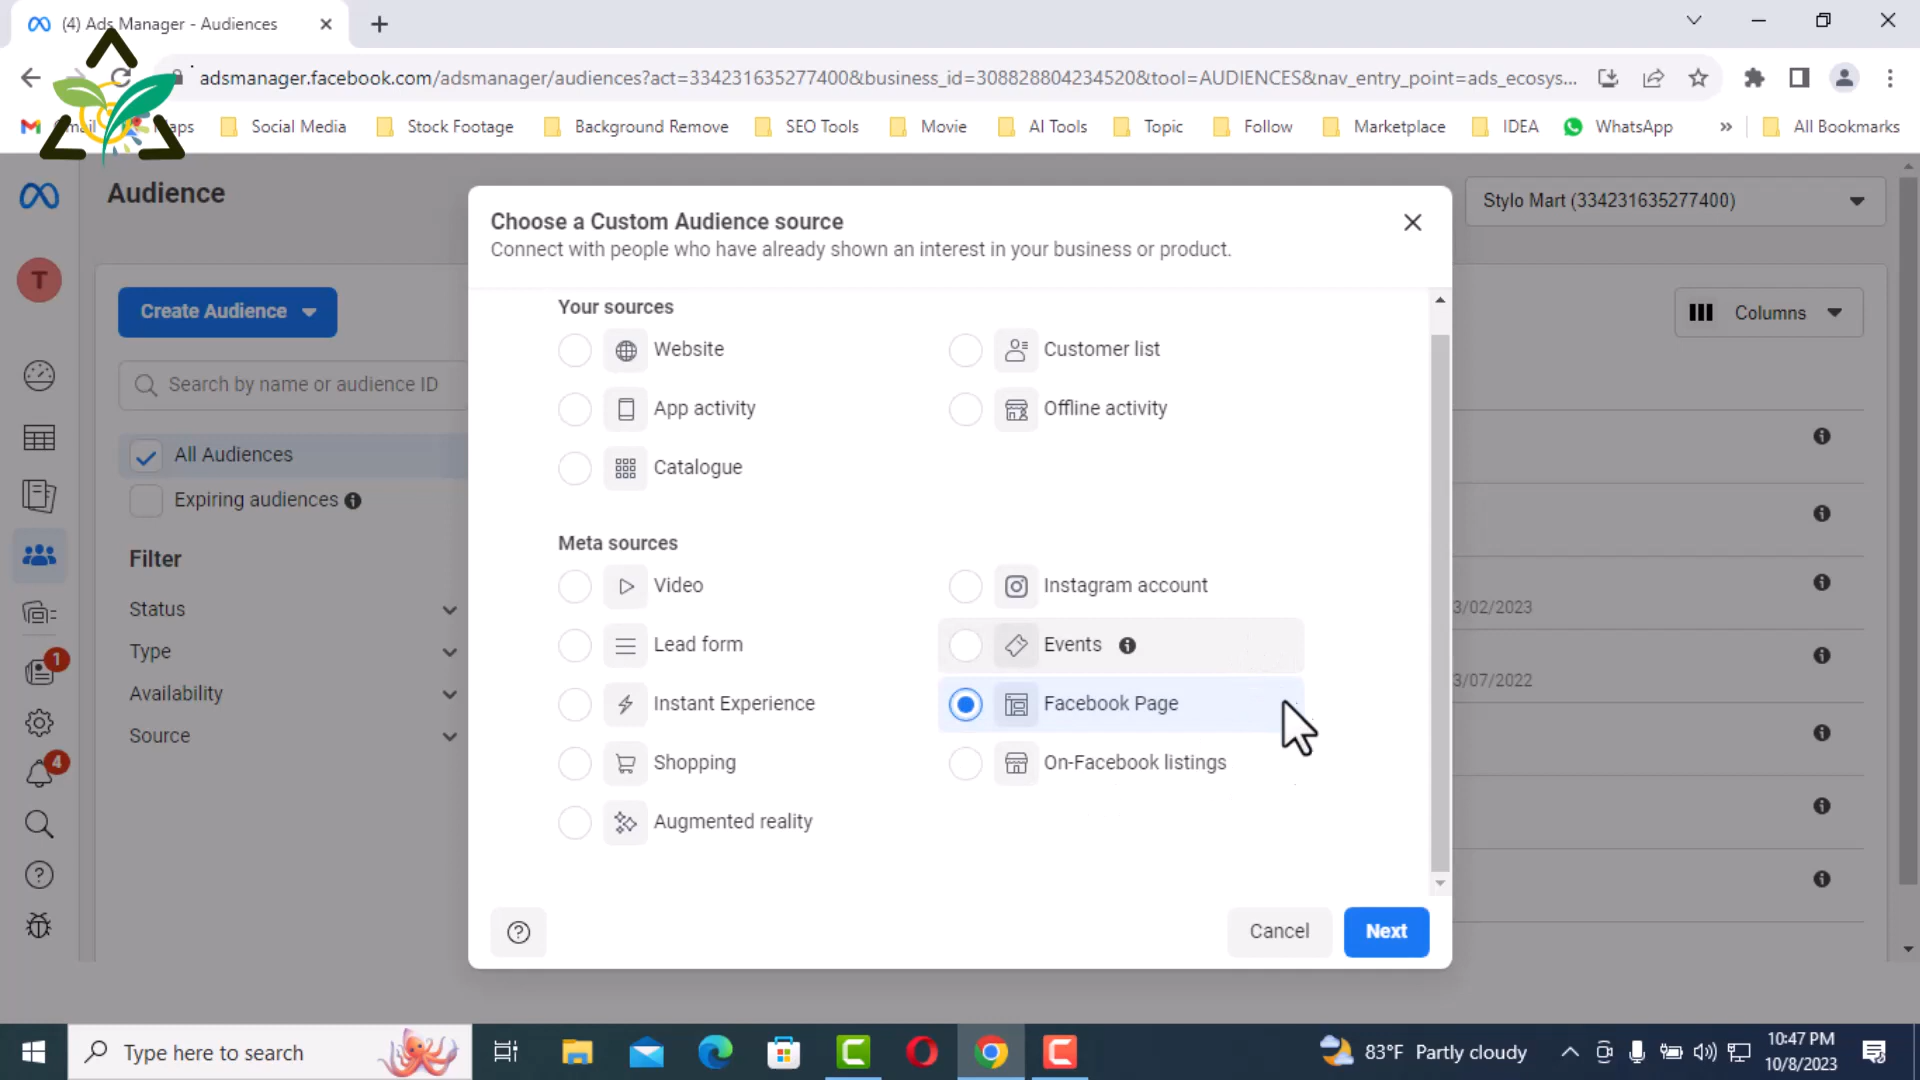 (4) Ads Manager - Audiences
adsmanager.facebook.com/adsmanager/audiences?act=334231635277400&business_id=308828804234520&tool=AUDIENCES&nav_entry_point=ads_ecosys...
Social Media
Stock Footage
Background Remove
SEO Tools
Movie
AI Tools
Topic
Follow
Marketplace
IDEA
WhatsApp
»
All Bookmarks
Audience
Stylo Mart (334231635277400)
T
Create Audience
Columns
Search by name or audience ID
All Audiences
Expiring audiences
Filter
Status
Type
Availability
Source
1
4
Choose a Custom Audience source
Connect with people who have already shown an interest in your business or product.
Your sources
Website
Customer list
App activity
Offline activity
Catalogue
Meta sources
Video
Instagram account
Lead form
Events
Instant Experience
Facebook Page
Shopping
On-Facebook listings
Augmented reality
Cancel
Next
3/02/2023
3/07/2022
Type here to search
83°F Partly cloudy
10:47 PM
10/8/2023